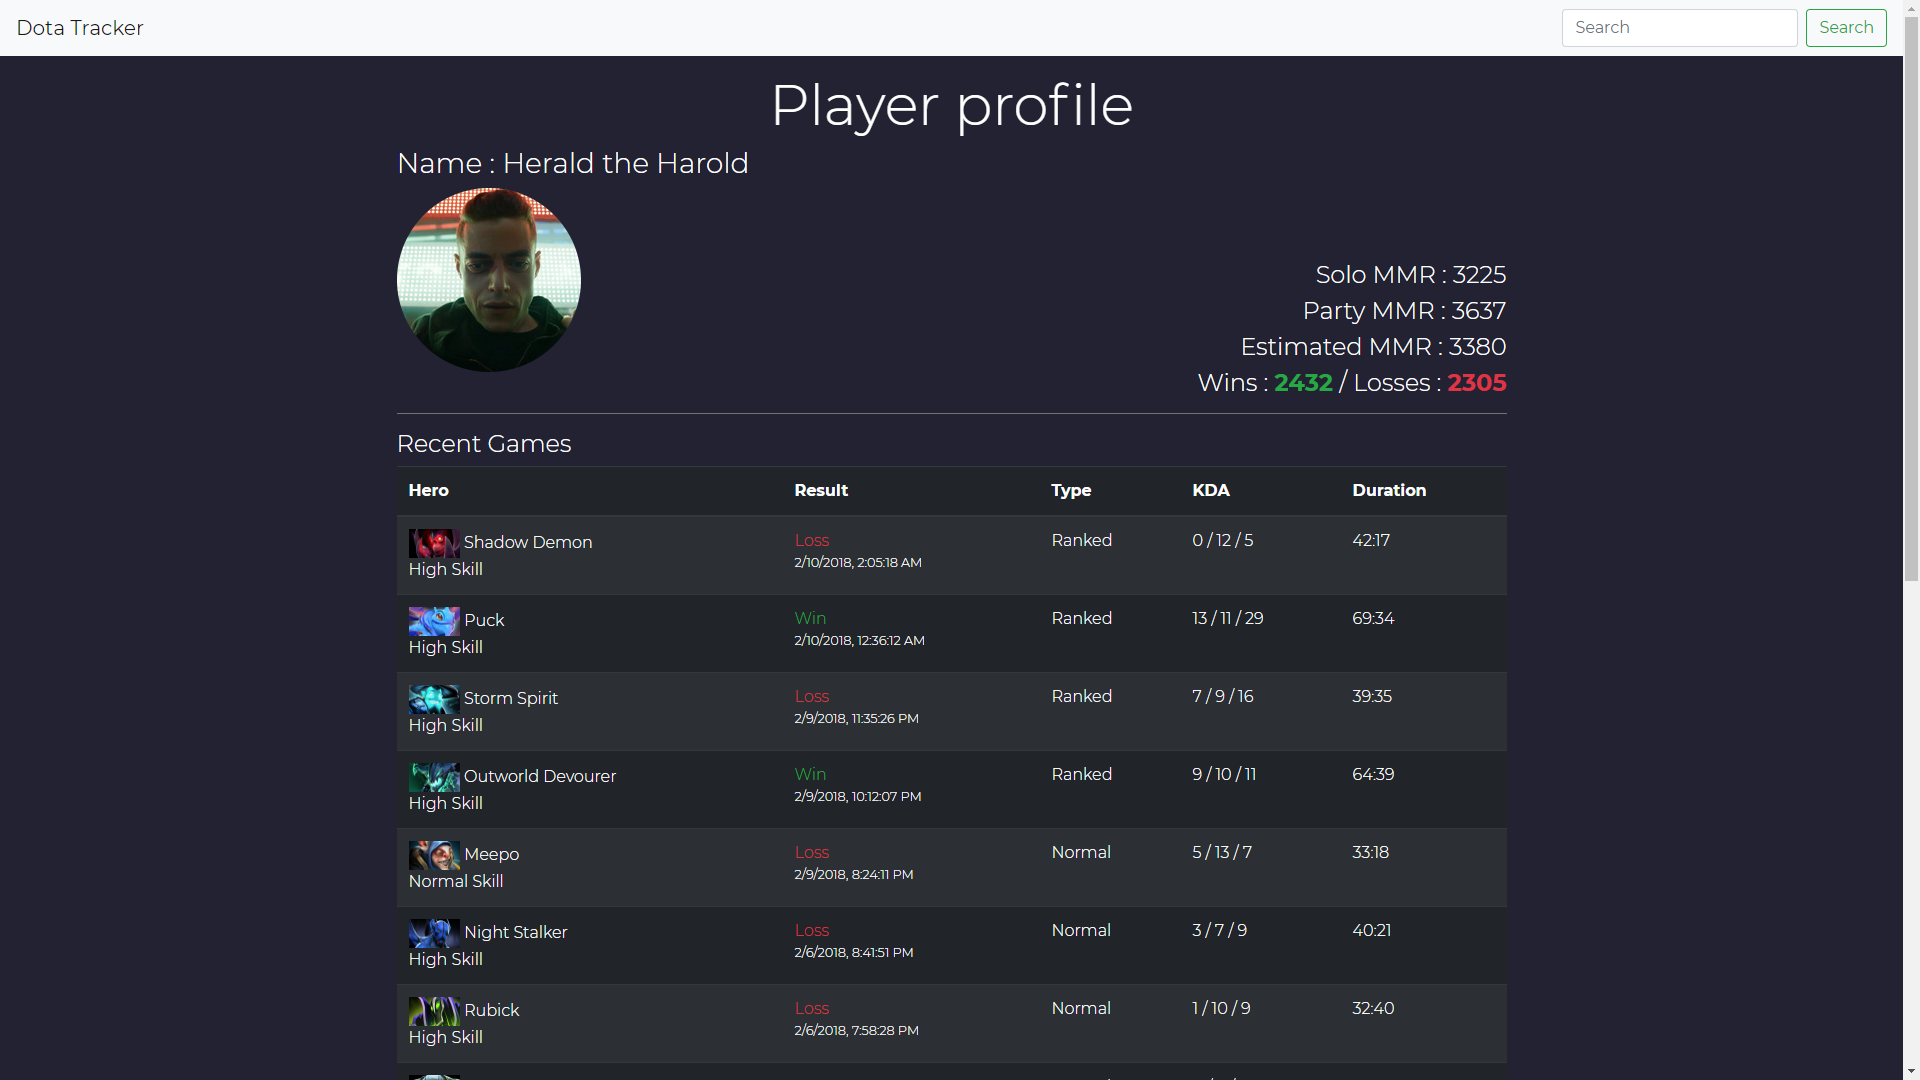 Dota Tracker
Search
Search
Player profile
Name : Herald the Harold
Solo MMR : 3225
Party MMR : 3637
Estimated MMR : 3380
Wins : 2432 / Losses : 2305
Recent Games
Hero Result Type KDA Duration
Shadow Demon Loss Ranked 0 / 12 / 5 42:17
High Skill 2/10/2018, 2:05:18 AM
Puck Win Ranked 13 / 11 / 29 69:34
High Skill 2/10/2018, 12:36:12 AM
Storm Spirit Loss Ranked 7 / 9 / 16 39:35
High Skill 2/9/2018, 11:35:26 PM
Outworld Devourer Win Ranked 9 / 10 / 11 64:39
High Skill 2/9/2018, 10:12:07 PM
Meepo Loss Normal 5 / 13 / 7 33:18
Normal Skill 2/9/2018, 8:24:11 PM
Night Stalker Loss Normal 3 / 7 / 9 40:21
High Skill 2/6/2018, 8:41:51 PM
Rubick Loss Normal 1 / 10 / 9 32:40
High Skill 2/6/2018, 7:58:28 PM